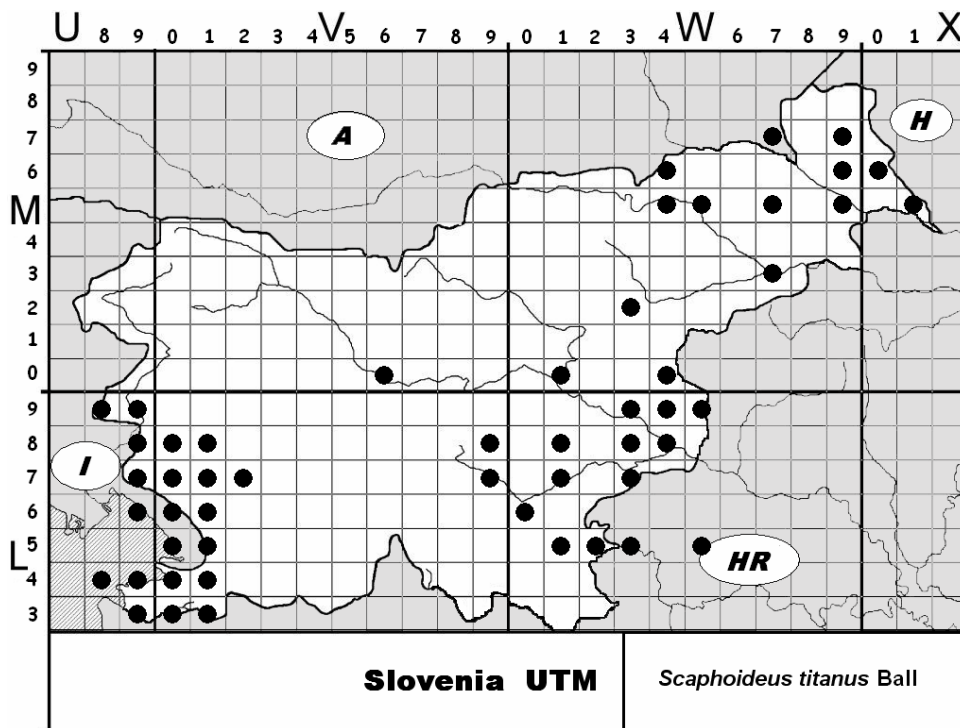 U 8 9 0 1 2 3 4 V 5 6 7 8 9 0 1 2 3 4 W 6 7 8 9 0 1 X
9
8
A
H
7
6
M
4
3
2
1
0
9
8
I
7
6
L 5
HR
4
3
Slovenia UTM
Scaphoideus titanus Ball